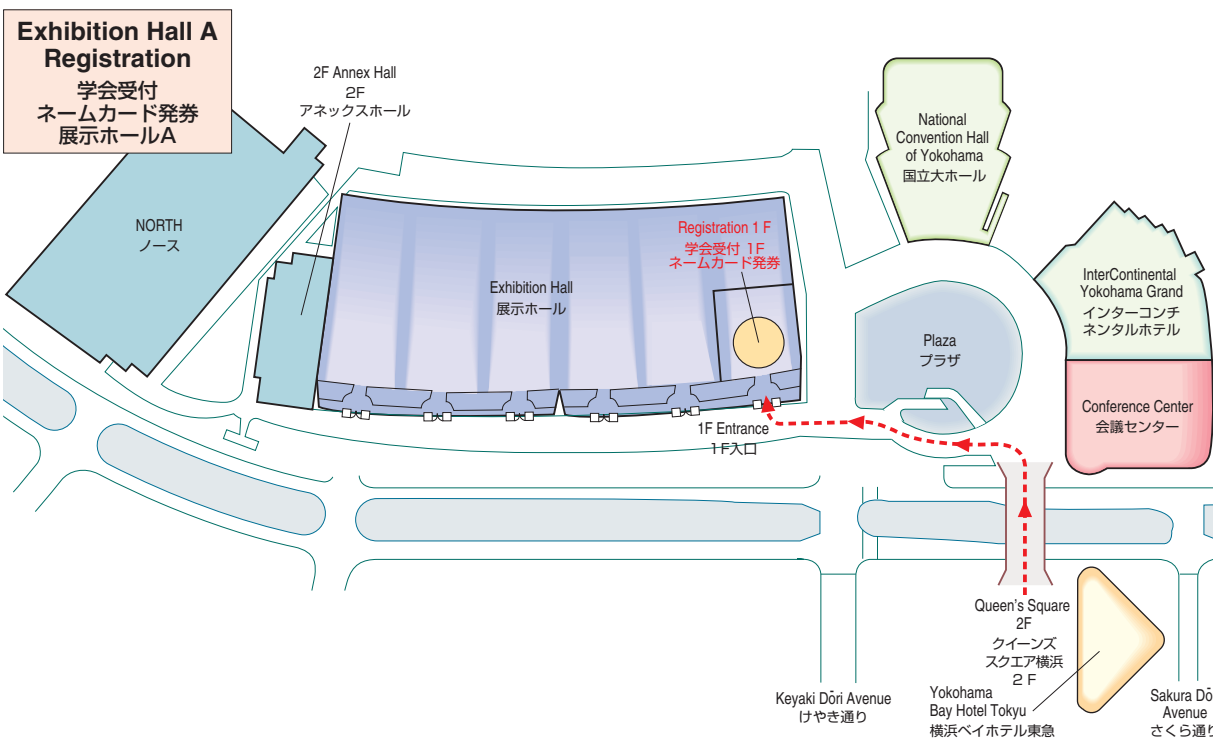 Exhibition Hall A
Registration
学会受付
ネームカード発券
展示ホールA
2F Annex Hall
2F
アネックスホール
NORTH
ノース
Exhibition Hall
展示ホール
Registration 1 F
学会受付 1F
ネームカード発券
National
Convention Hall
of Yokohama
国立大ホール
InterContinental
Yokohama Grand
インターコンチ
ネンタルホテル
Plaza
プラザ
Conference Center
会議センター
1F Entrance
1F入口
Queen's Square
2F
クイーンズ
スクエア横浜
2 F
Keyaki Dōri Avenue
けやき通り
Yokohama
Bay Hotel Tokyu
横浜ベイホテル東急
Sakura Dō
Avenue
さくら通り